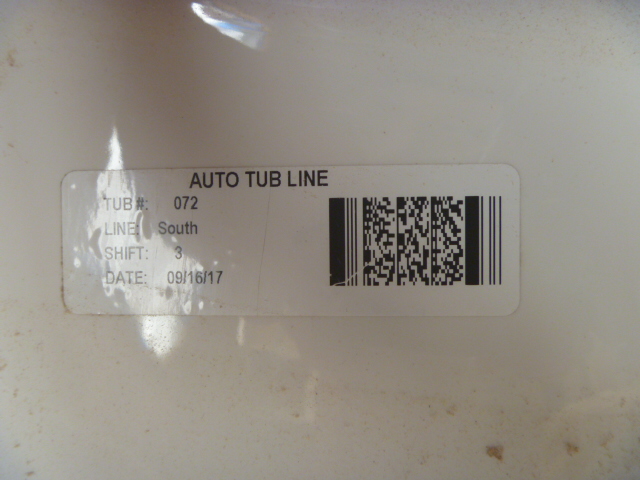 AUTO TUB LINE
TUB#: 072
LINE: South
SHIFT: 3
DATE: 09/16/17